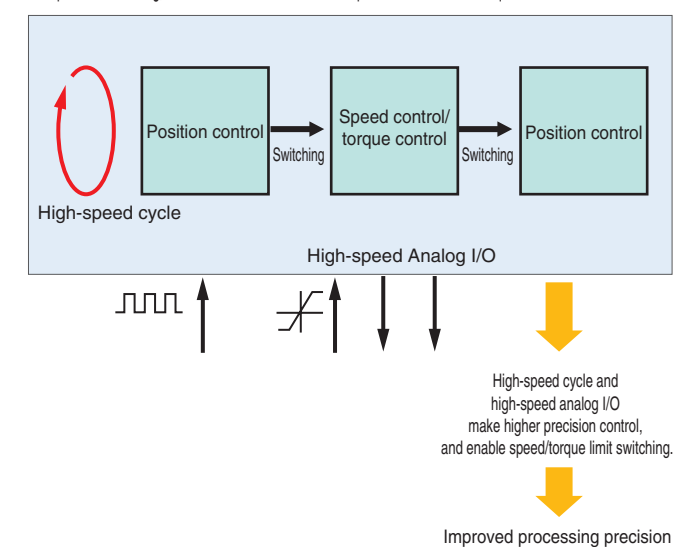 Position control
Switching
Speed control/
torque control
Switching
Position control
High-speed cycle
High-speed Analog I/O
High-speed cycle and
high-speed analog I/O
make higher precision control,
and enable speed/torque limit switching.
Improved processing precision